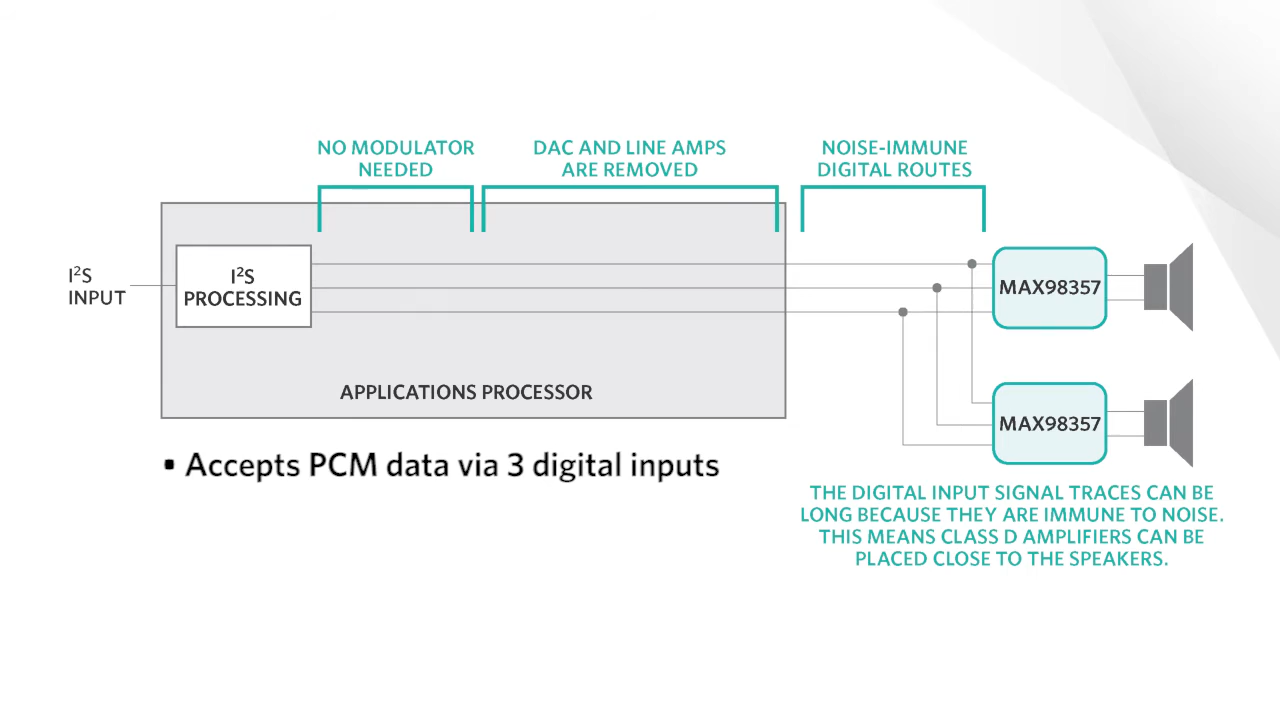 NO MODULATOR
NEEDED
DAC AND LINE AMPS
ARE REMOVED
NOISE-IMMUNE
DIGITAL ROUTES
I²S
INPUT
I²S
PROCESSING
MAX98357
APPLICATIONS PROCESSOR
MAX98357
▪ Accepts PCM data via 3 digital inputs
THE DIGITAL INPUT SIGNAL TRACES CAN BE
LONG BECAUSE THEY ARE IMMUNE TO NOISE.
THIS MEANS CLASS D AMPLIFIERS CAN BE
PLACED CLOSE TO THE SPEAKERS.